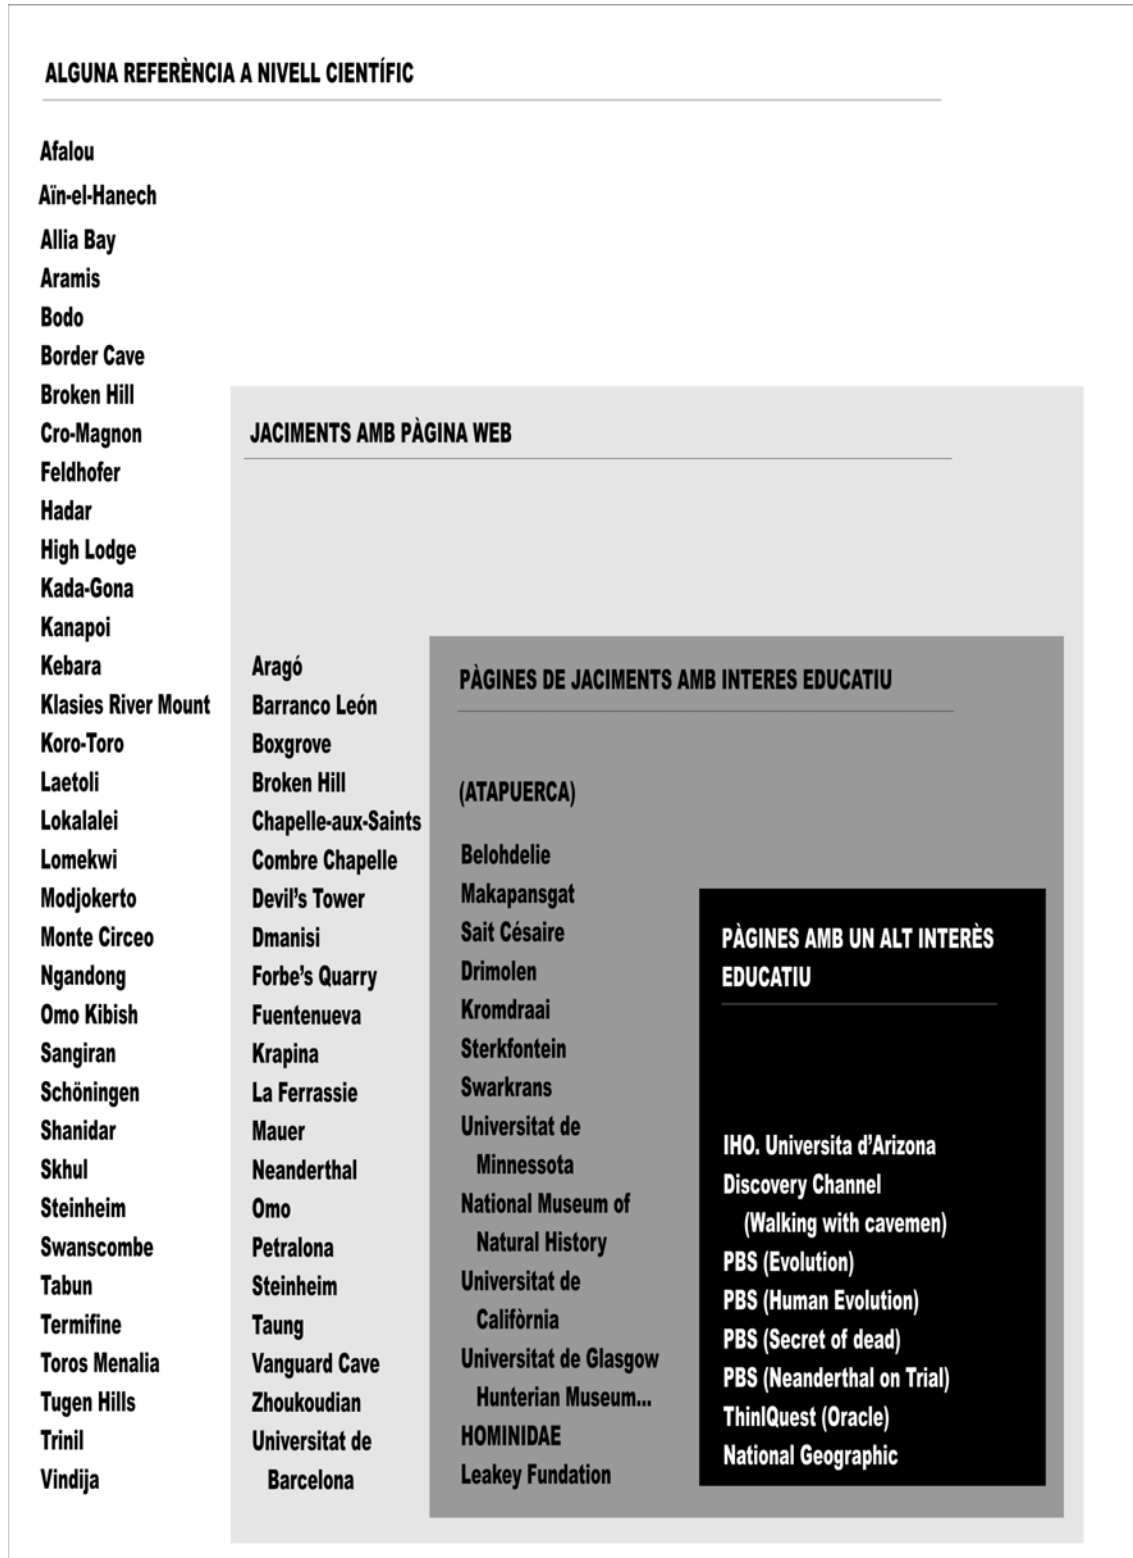 ALGUNA REFERÈNCIA A NIVELL CIENTÍFIC
Afalou
Aïn-el-Hanech
Allia Bay
Aramis
Bodo
Border Cave
Broken Hill
Cro-Magnon
Feldhofer
Hadar
High Lodge
Kada-Gona
Kanapoi
Kebara
Klasies River Mount
Koro-Toro
Laetoli
Lokalalei
Lomekwi
Modjokerto
Monte Circeo
Ngandong
Omo Kibish
Sangiran
Schöningen
Shanidar
Skhul
Steinheim
Swanscombe
Tabun
Termifine
Toros Menalia
Tugen Hills
Trinil
Vindija
JACIMENTS AMB PÀGINA WEB
Aragó
Barranco León
Boxgrove
Broken Hill
Chapelle-aux-Saints
Combre Chapelle
Devil's Tower
Dmanisi
Forbe's Quarry
Fuentenueva
Krapina
La Ferrassie
Mauer
Neanderthal
Omo
Petralona
Steinheim
Taung
Vanguard Cave
Zhoukoudian
Universitat de
Barcelona
PÀGINES DE JACIMENTS AMB INTERES EDUCATIU
(ATAPUERCA)
Belohdelie
Makapansgat
Sait Césaire
Drimolen
Kromdraai
Sterkfontein
Swarkrans
Universitat de
Minnessota
National Museum of
Natural History
Universitat de
Califòrnia
Universitat de Glasgow
Hunterian Museum...
HOMINIDAE
Leakey Fundation
PÀGINES AMB UN ALT INTERÈS
EDUCATIU
IHO. Universita d'Arizona
Discovery Channel
(Walking with cavemen)
PBS (Evolution)
PBS (Human Evolution)
PBS (Secret of dead)
PBS (Neanderthal on Trial)
ThinlQuest (Oracle)
National Geographic